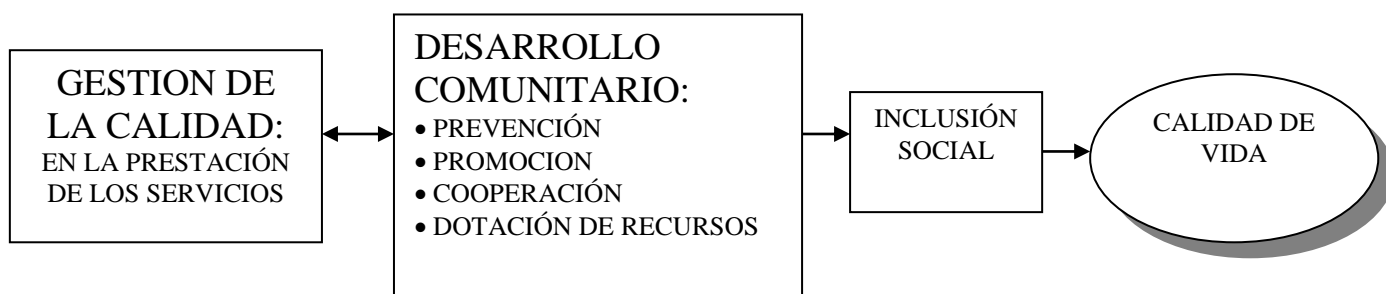 GESTION DE
LA CALIDAD:
EN LA PRESTACIÓN
DE LOS SERVICIOS
DESARROLLO
COMUNITARIO:
• PREVENCIÓN
• PROMOCION
• COOPERACIÓN
• DOTACIÓN DE RECURSOS
INCLUSIÓN
SOCIAL
CALIDAD DE
VIDA